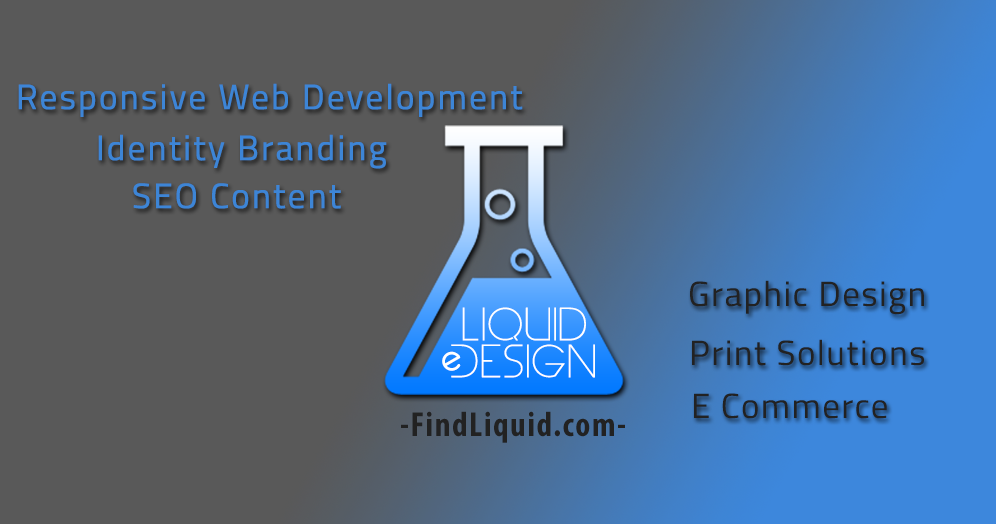 Responsive Web Development
Identity Branding
SEO Content
LIQUID
eDESIGN
-FindLiquid.com-
Graphic Design
Print Solutions
E Commerce